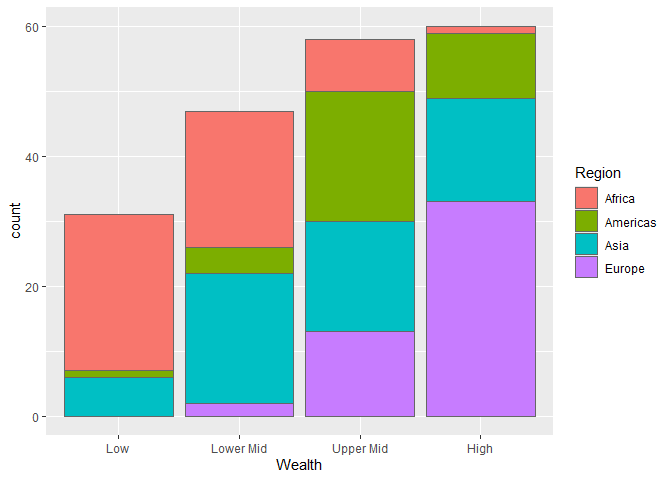 60
40
20
0
count
Low Lower Mid Upper Mid High
Wealth
Region
Africa
Americas
Asia
Europe